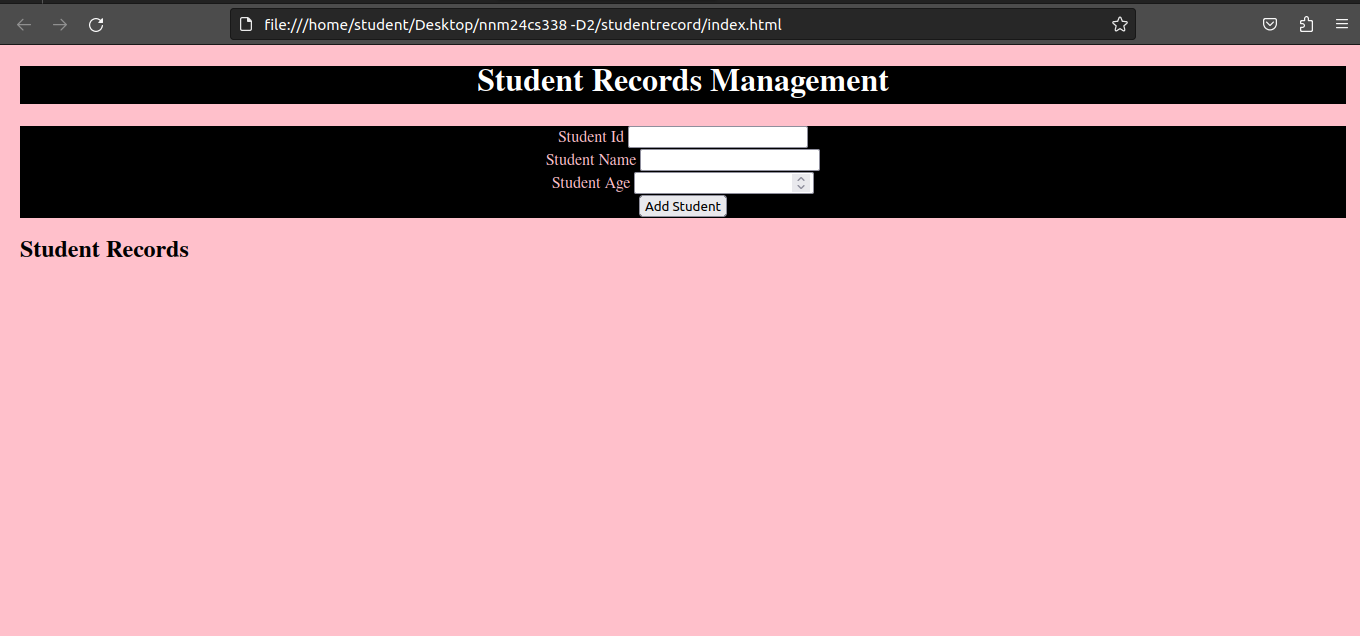 file:///home/student/Desktop/nnm24cs338 -D2/studentrecord/index.html
Student Records Management
Student Id
Student Name
Student Age
Add Student
Student Records